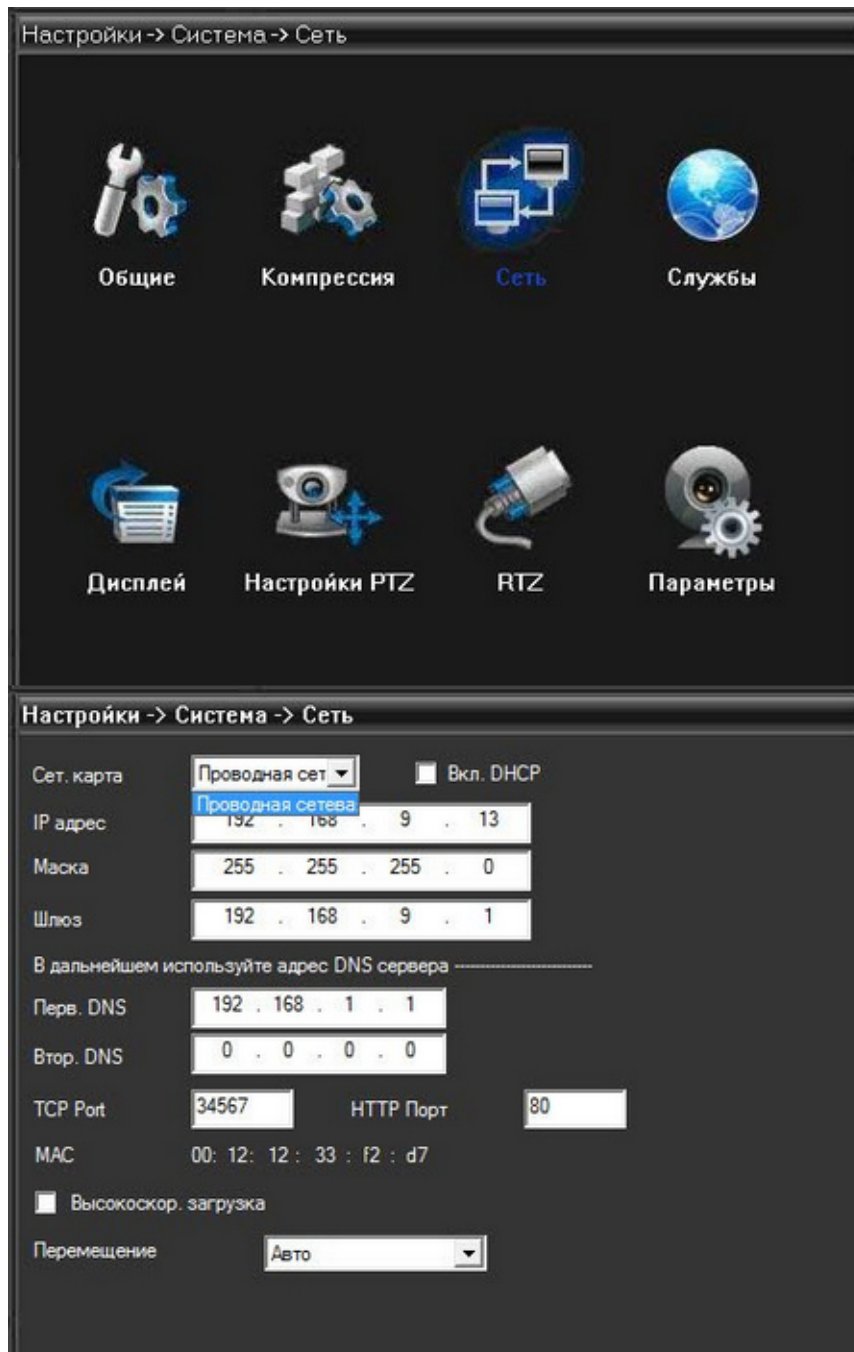 Настройки -> Система -> Сеть
Общие Компрессия Сеть Службы
Дисплей Настройки PTZ RTZ Параметры
Настройки -> Система -> Сеть
Сет. карта Проводная сет Вкл. DHCP
Проводная сетева
IP адрес 192 . 168 . 9 . 13
Маска 255 . 255 . 255 . 0
Шлюз 192 . 168 . 9 . 1
В дальнейшем используйте адрес DNS сервера ----------------------------
Перв. DNS 192 . 168 . 1 . 1
Втор. DNS 0 . 0 . 0 . 0
TCP Port 34567 HTTP Порт 80
MAC 00: 12: 12 : 33 : f2 : d7
Высокоскор. загрузка
Перемещение Авто